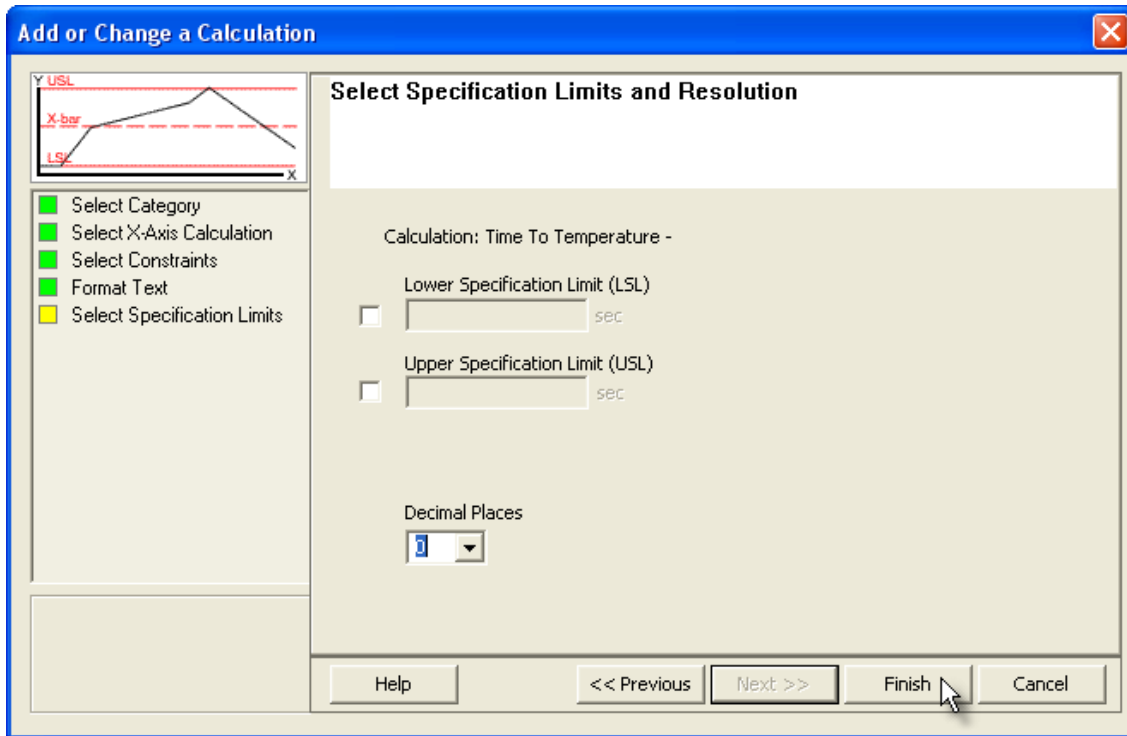 Add or Change a Calculation
Y USL
X-bar
LSL
X
Select Specification Limits and Resolution
Select Category
Select X-Axis Calculation
Select Constraints
Format Text
Select Specification Limits
Calculation: Time To Temperature -
Lower Specification Limit (LSL)
sec
Upper Specification Limit (USL)
sec
Decimal Places
0
Help
<< Previous
Next >>
Finish
Cancel